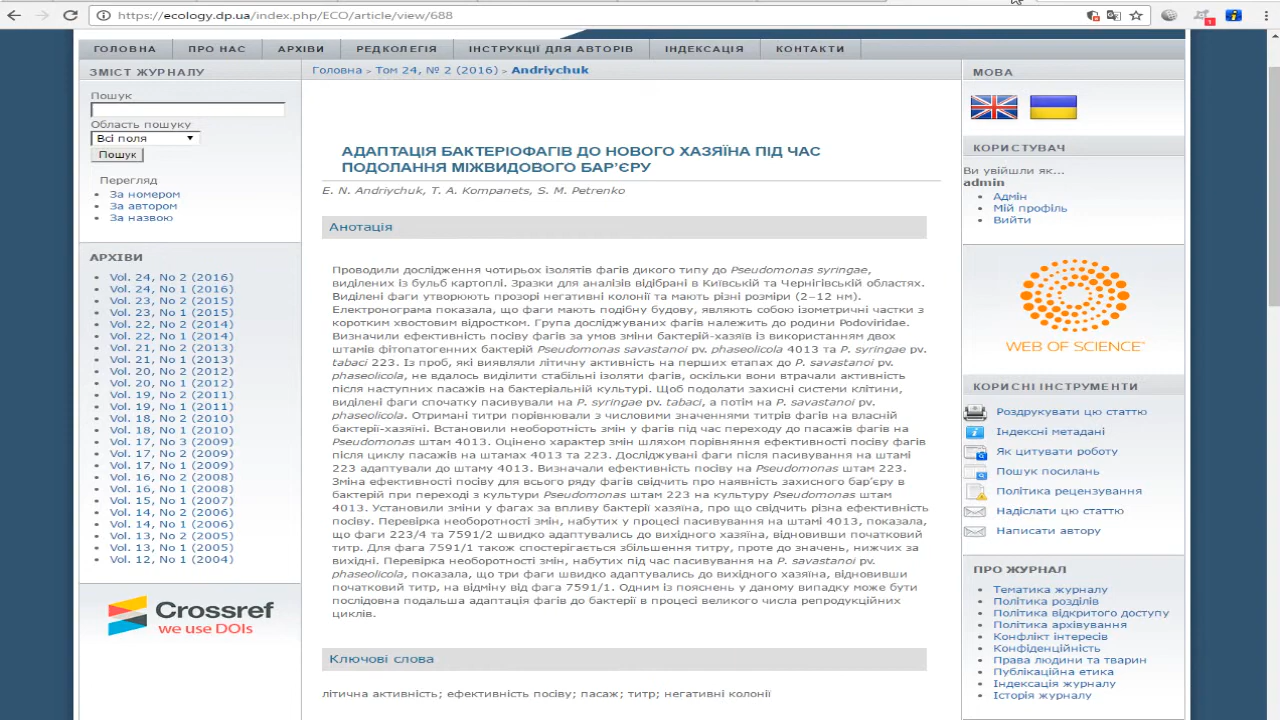 https://ecology.dp.ua/index.php/ECO/article/view/688
1
ГОЛОВНА
ПРО НАС
АРХІВИ
РЕДКОЛЕГІЯ
ІНСТРУКЦІЇ ДЛЯ АВТОРІВ
ІНДЕКСАЦІЯ
КОНТАКТИ
ЗМІСТ ЖУРНАЛУ
Пошук
Область пошуку
Всі поля
Пошук
Перегляд
За номером
За автором
За назвою
АРХІВИ
Vol. 24, No 2 (2016)
Vol. 24, No 1 (2016)
Vol. 23, No 2 (2015)
Vol. 23, No 1 (2015)
Vol. 22, No 2 (2014)
Vol. 22, No 1 (2014)
Vol. 21, No 2 (2013)
Vol. 21, No 1 (2013)
Vol. 20, No 2 (2012)
Vol. 20, No 1 (2012)
Vol. 19, No 2 (2011)
Vol. 19, No 1 (2011)
Vol. 18, No 2 (2010)
Vol. 18, No 1 (2010)
Vol. 17, No 3 (2009)
Vol. 17, No 2 (2009)
Vol. 17, No 1 (2009)
Vol. 16, No 2 (2008)
Vol. 16, No 1 (2008)
Vol. 15, No 1 (2007)
Vol. 14, No 2 (2006)
Vol. 14, No 1 (2006)
Vol. 13, No 2 (2005)
Vol. 13, No 1 (2005)
Vol. 12, No 1 (2004)
Crossref
we use DOIs
Головна > Том 24, № 2 (2016) > Andriychuk
АДАПТАЦІЯ БАКТЕРІОФАГІВ ДО НОВОГО ХАЗЯЇНА ПІД ЧАС
ПОДОЛАННЯ МІЖВИДОВОГО БАР'ЄРУ
E. N. Andriychuk, T. A. Kompanets, S. M. Petrenko
Анотація
Проводили дослідження чотирьох ізолятів фагів дикого типу до Pseudomonas syringae,
виділених із бульб картоплі. Зразки для аналізів відібрані в Київській та Чернігівській областях.
Виділені фаги утворюють прозорі негативні колонії та мають різні розміри (2–12 нм).
Електронограма показала, що фаги мають подібну будову, являють собою ізометричні частки з
коротким хвостовим відростком. Група досліджуваних фагів належить до родини Podoviridae.
Визначили ефективність посіву фагів за умов зміни бактерій-хазяїв із використанням двох
штамів фітопатогенних бактерій Pseudomonas savastanoi pv. phaseolicola 4013 та P. syringae pv.
tabaci 223. Із проб, які виявляли літичну активність на перших етапах до P. savastanoi pv.
phaseolicola, не вдалось виділити стабільні ізоляти фагів, оскільки вони втрачали активність
після наступних пасажів на бактеріальній культурі. Щоб подолати захисні системи клітини,
виділені фаги спочатку пасивували на P. syringae pv. tabaci, а потім на P. savastanoi pv.
phaseolicola. Отримані титри порівнювали з числовими значеннями титрів фагів на власній
бактерії-хазяїні. Встановили необоротність змін у фагів під час переходу до пасажів фагів на
Pseudomonas штам 4013. Оцінено характер змін шляхом порівняння ефективності посіву фагів
після циклу пасажів на штамах 4013 та 223. Досліджувані фаги після пасивування на штамі
223 адаптували до штаму 4013. Визначали ефективність посіву на Pseudomonas штам 223.
Зміна ефективності посіву для всього ряду фагів свідчить про наявність захисного бар'єру в
бактерій при переході з культури Pseudomonas штам 223 на культуру Pseudomonas штам
4013. Установили зміни у фагах за впливу бактерії хазяїна, про що свідчить різна ефективність
посіву. Перевірка необоротності змін, набутих у процесі пасивування на штамі 4013, показала,
що фаги 223/4 та 7591/2 швидко адаптувались до вихідного хазяїна, відновивши початковий
титр. Для фага 7591/1 також спостерігається збільшення титру, проте до значень, нижчих за
вихідні. Перевірка необоротності змін, набутих під час пасивування на P. savastanoi pv.
phaseolicola, показала, що три фаги швидко адаптувались до вихідного хазяїна, відновивши
початковий титр, на відміну від фага 7591/1. Одним із пояснень у даному випадку може бути
послідовна подальша адаптація фагів до бактерії в процесі великого числа репродукційних
циклів.
Ключові слова
літична активність; ефективність посіву; пасаж; титр; негативні колонії
МОВА
КОРИСТУВАЧ
Ви увійшли як...
admin
Адмін
Мій профіль
Вийти
WEB OF SCIENCE™
КОРИСНІ ІНСТРУМЕНТИ
Роздрукувати цю статтю
Індексні метадані
Як цитувати роботу
Пошук посилань
Політика рецензування
Надіслати цю статтю
Написати автору
ПРО ЖУРНАЛ
Тематика журналу
Політика розділів
Політика відкритого доступу
Політика архівування
Конфлікт інтересів
Конфіденційність
Права людини та тварин
Публікаційна етика
Індексація журналу
Історія журналу